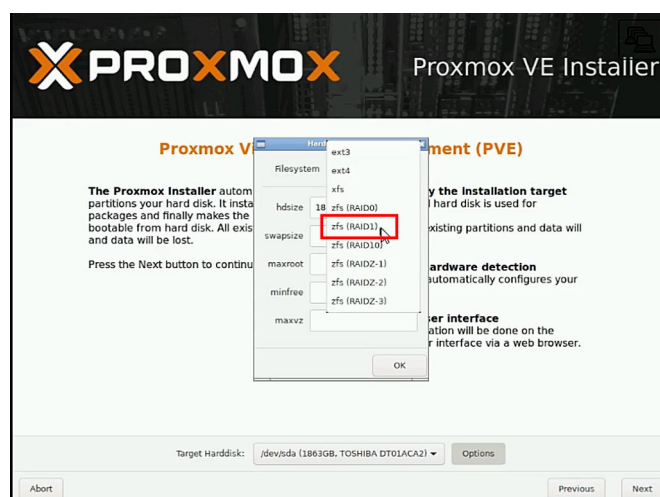 PROXMOX
Proxmox VE Installer
Proxmox V
ment (PVE)
The Proxmox Installer autom
partitions your hard disk. It insta
packages and finally makes the
bootable from hard disk. All exis
and data will be lost.
Press the Next button to continu
Hard
Filesystem
hdsize
18
swapsize
maxroot
minfree
maxvz
OK
ext3
ext4
xfs
zfs (RAID0)
zfs (RAID1)
zfs (RAID10)
zfs (RAIDZ-1)
zfs (RAIDZ-2)
zfs (RAIDZ-3)
y the installation target
l hard disk is used for
existing partitions and data will
ardware detection
automatically configures your
ser interface
ation will be done on the
r interface via a web browser.
Target Harddisk:
/dev/sda (1863GB, TOSHIBA DT01ACA2)
Options
Abort
Previous
Next